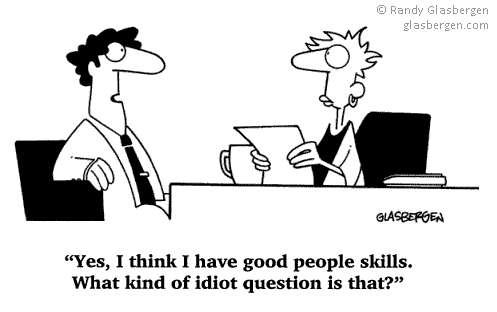 © Randy Glasbergen
glasbergen.com
GLASBERGEN
“Yes, I think I have good people skills.
What kind of idiot question is that?”